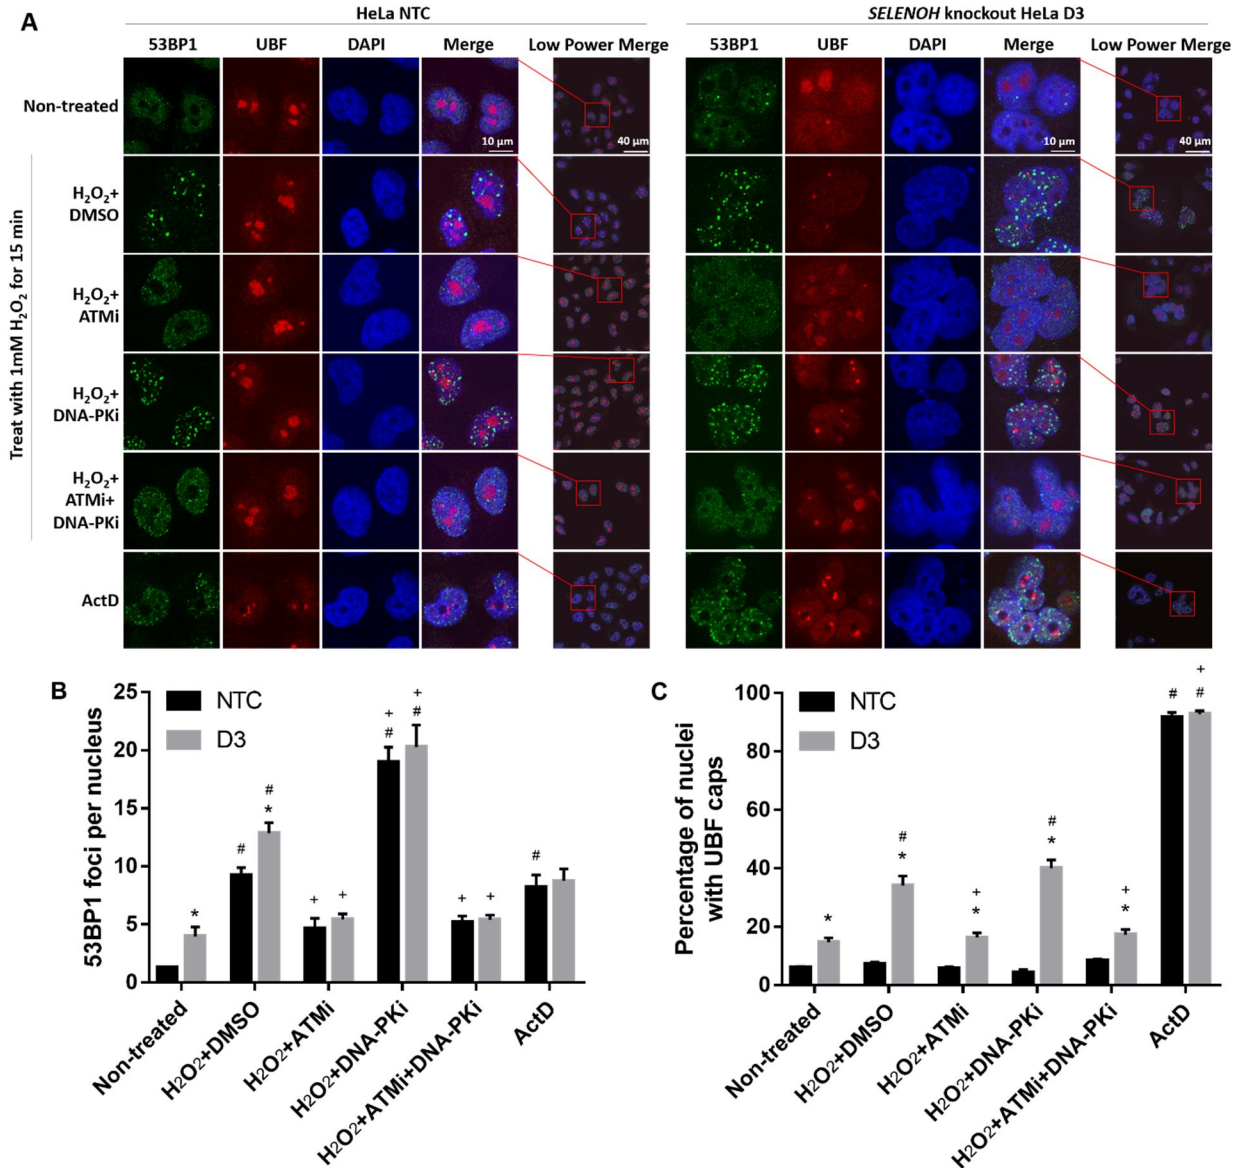 A
HeLa NTC
SELENOH knockout HeLa D3
53BP1 UBF DAPI Merge Low Power Merge
53BP1 UBF DAPI Merge Low Power Merge
Non-treated
10 µm
40 µm
10 µm
40 µm
Treat with 1mM H₂O₂ for 15 min
H₂O₂+
DMSO
H₂O₂+
ATMi
H₂O₂+
DNA-PKi
H₂O₂+
ATMi+
DNA-PKi
ActD
B
53BP1 foci per nucleus
25
20
15
10
5
0
NTC
D3
*
#
#
*
+
+
+
#
+
#
+
+
#
Non-treated
H₂O₂+DMSO
H₂O₂+ATMi
H₂O₂+DNA-PKi
H₂O₂+ATMi+DNA-PKi
ActD
C
Percentage of nuclei
with UBF caps
100
80
60
40
20
0
NTC
D3
*
#
*
+
*
#
*
+
*
#
+
#
Non-treated
H₂O₂+DMSO
H₂O₂+ATMi
H₂O₂+DNA-PKi
H₂O₂+ATMi+DNA-PKi
ActD